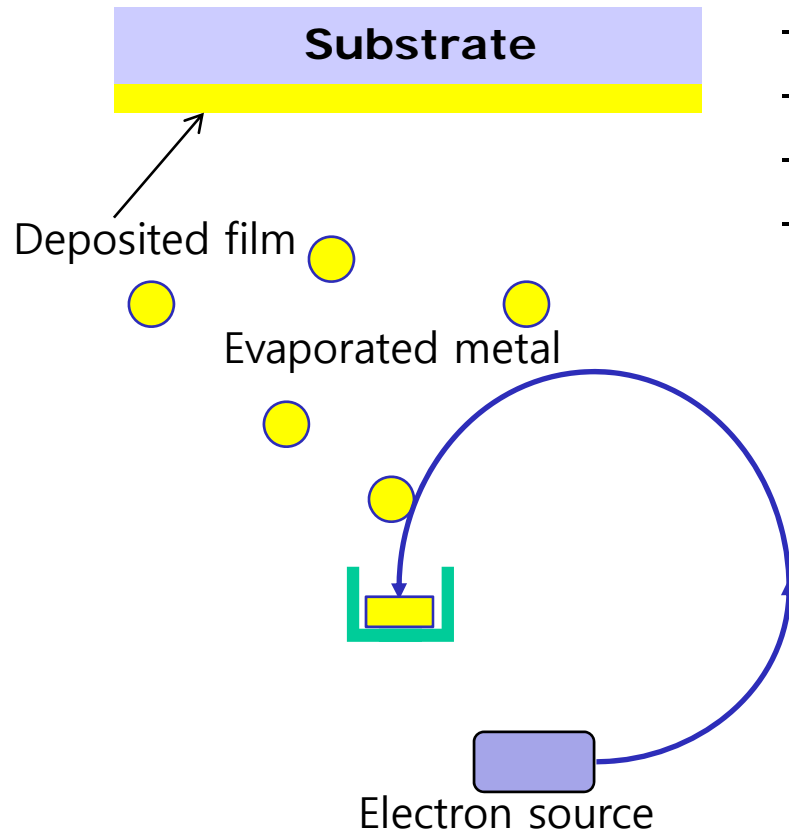 Substrate
-
-
-
-
Deposited film
Evaporated metal
Electron source